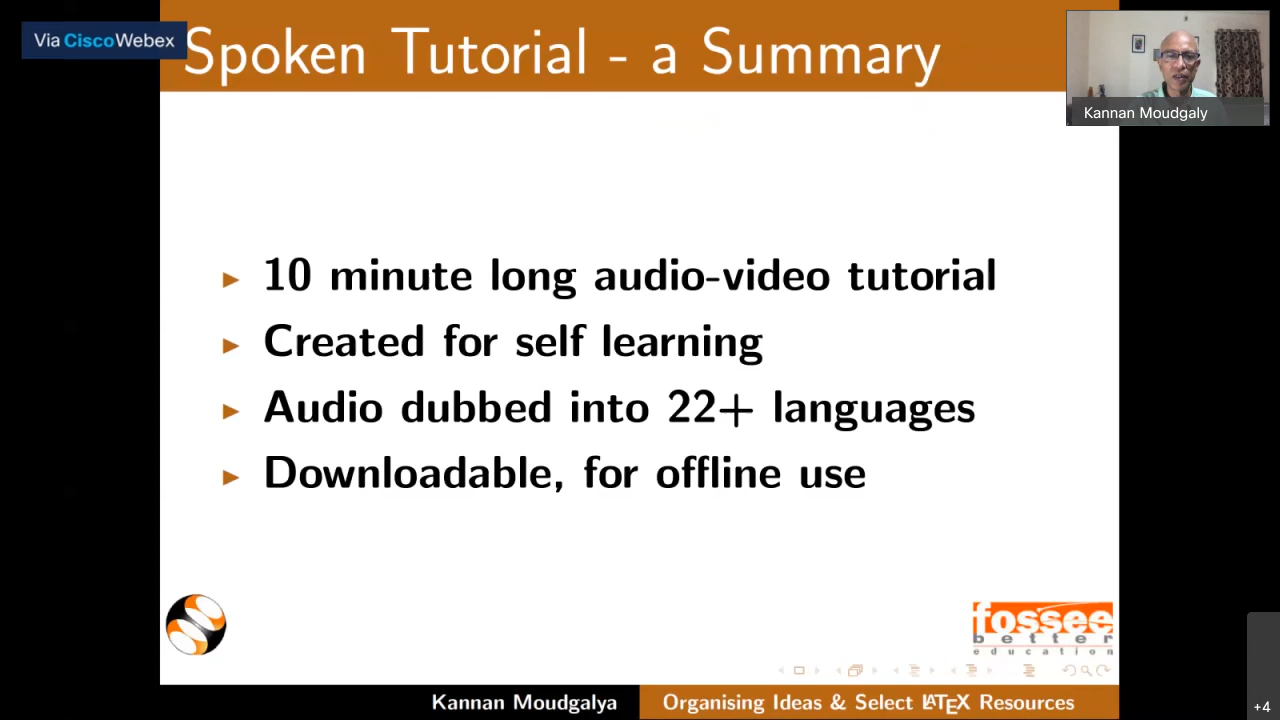 Via CiscoWebex
Spoken Tutorial - a Summary
Kannan Moudgaly
10 minute long audio-video tutorial
Created for self learning
Audio dubbed into 22+ languages
Downloadable, for offline use
fossee
better
education
Kannan Moudgalya
Organising Ideas & Select LATEX Resources
+4